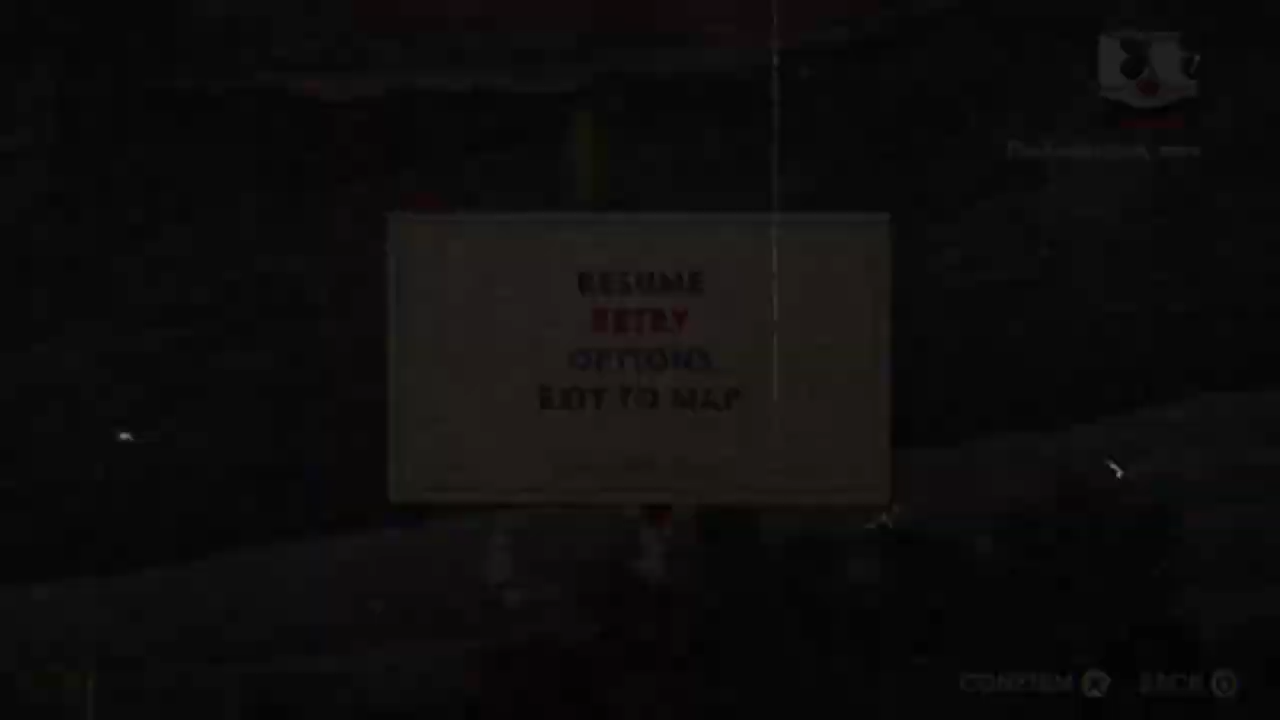 RESUME
RETRY
OPTIONS
EXIT TO MAP
CONFIRM
BACK